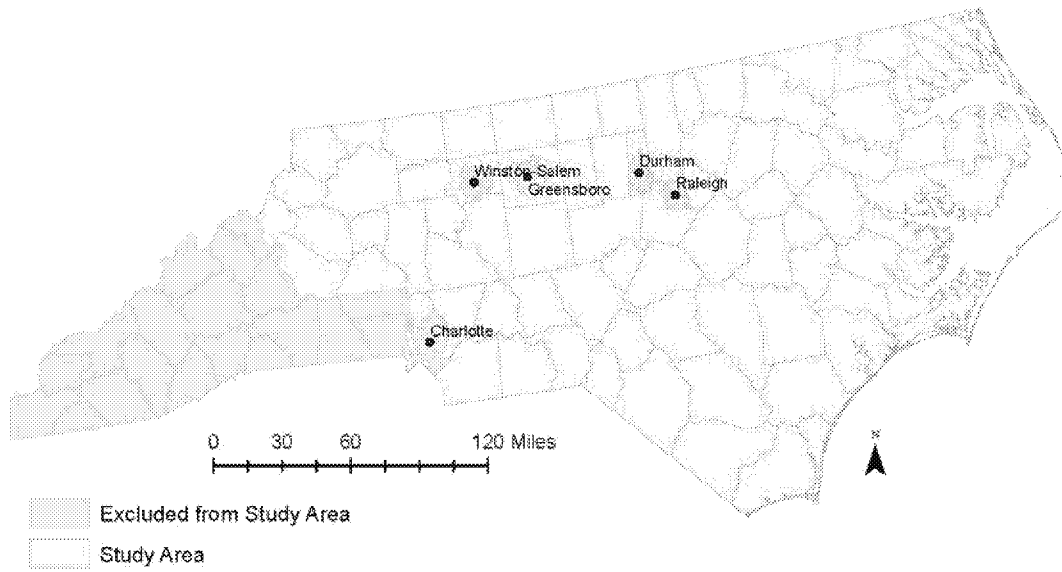 Winston-Salem
Greensboro
Durham
Raleigh
Charlotte
0 30 60 120 Miles
N
Excluded from Study Area
Study Area